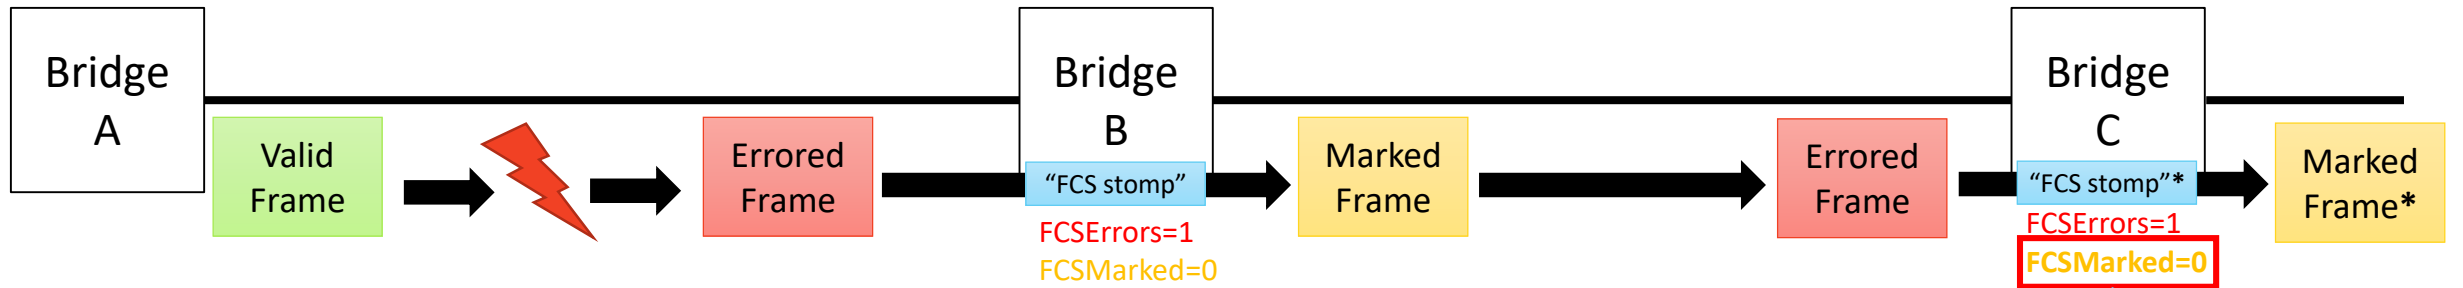 Bridge
A
Valid
Frame
Errored
Frame
Bridge
B
“FCS stomp”
FCSErrors=1
FCSMarked=0
Marked
Frame
Errored
Frame
Bridge
C
“FCS stomp”*
FCSErrors=1
FCSMarked=0
Marked
Frame*